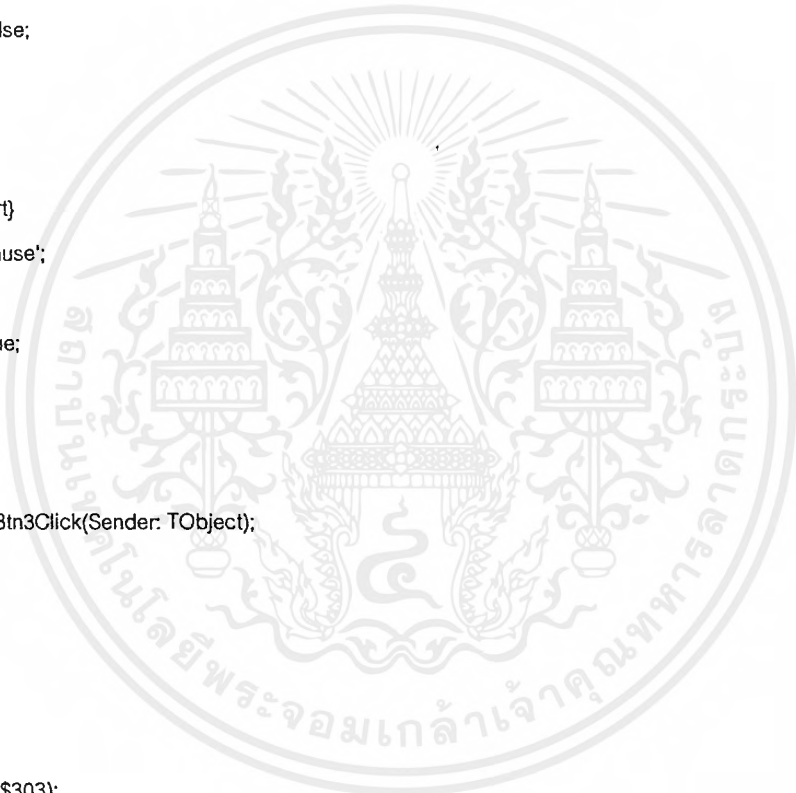 lse;
t}
use';
ue;
Btn3Click(Sender: TObject);
$303);
สถาบันเทคโนโลยีพระจอมเกล้าเจ้าคุณทหารลาดกระบัง